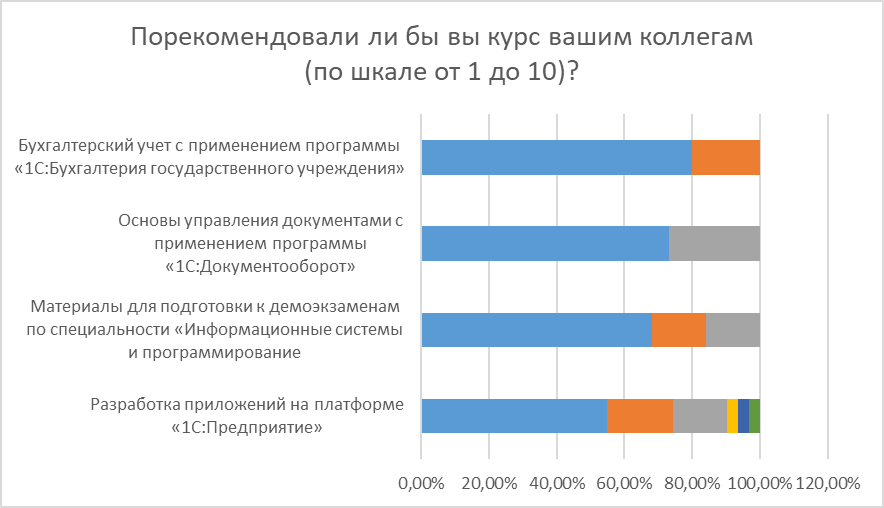 Порекомендовали ли бы вы курс вашим коллегам
(по шкале от 1 до 10)?
Бухгалтерский учет с применением программы
«1С:Бухгалтерия государственного учреждения»
Основы управления документами с
применением программы
«1С:Документооборот»
Материалы для подготовки к демоэкзаменам
по специальности «Информационные системы
и программирование
Разработка приложений на платформе
«1С:Предприятие»
0,00% 20,00% 40,00% 60,00% 80,00% 100,00% 120,00%